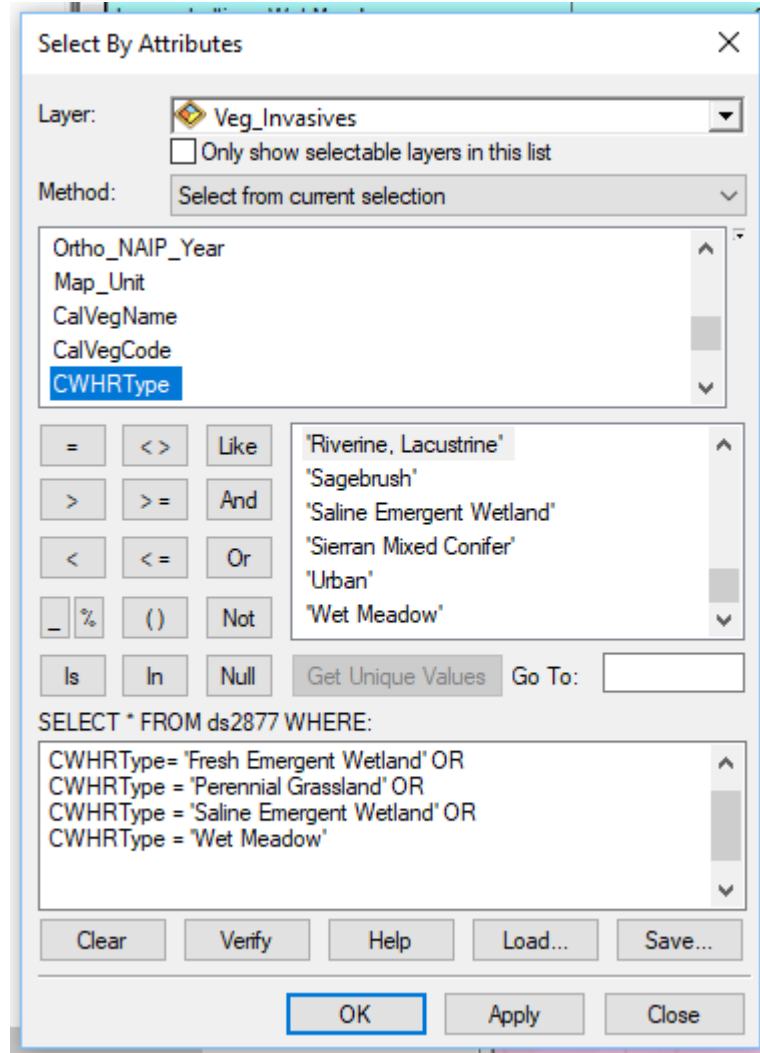 Select By Attributes
Layer:
Veg_Invasives
Only show selectable layers in this list
Method:
Select from current selection
Ortho_NAIP_Year
Map_Unit
CalVegName
CalVegCode
CWHRType
= < > Like
> > = And
< < = Or
_ % ( ) Not
Is In Null
'Riverine, Lacustrine'
'Sagebrush'
'Saline Emergent Wetland'
'Sierran Mixed Conifer'
'Urban'
'Wet Meadow'
Get Unique Values Go To:
SELECT * FROM ds2877 WHERE:
CWHRType= 'Fresh Emergent Wetland' OR
CWHRType = 'Perennial Grassland' OR
CWHRType = 'Saline Emergent Wetland' OR
CWHRType = 'Wet Meadow'
Clear Verify Help Load... Save...
OK Apply Close